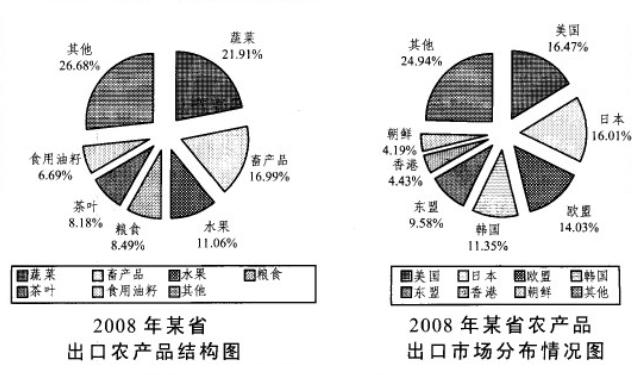 其他
26.68%
蔬菜
21.91%
食用油籽
6.69%
畜产品
16.99%
茶叶
8.18%
粮食
8.49%
水果
11.06%
蔬菜 畜产品 水果 粮食
茶叶 食用油籽 其他
2008 年某省
出口农产品结构图
其他
24.94%
美国
16.47%
日本
16.01%
朝鲜
4.19%
香港
4.43%
东盟
9.58%
韩国
11.35%
欧盟
14.03%
美国 日本 欧盟 韩国
东盟 香港 朝鲜 其他
2008 年某省农产品
出口市场分布情况图